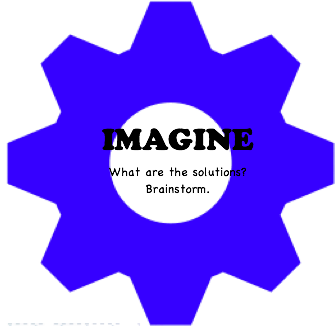 IMAGINE
What are the solutions?
Brainstorm.